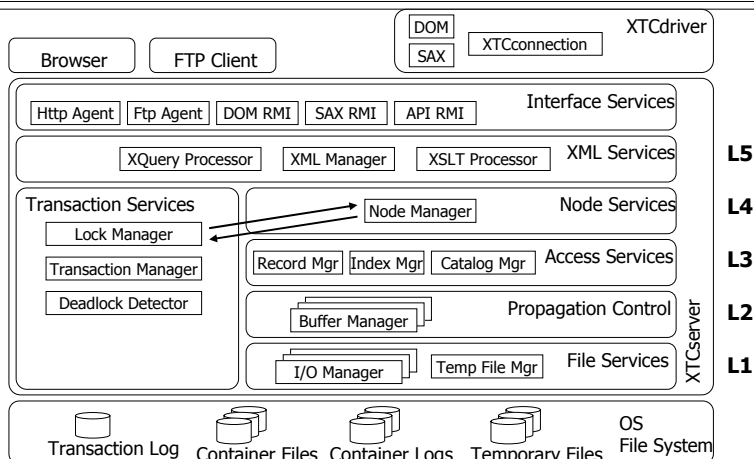 DOM
SAX
XTCconnection
XTCdriver
Browser
FTP Client
Http Agent
Ftp Agent
DOM RMI
SAX RMI
API RMI
Interface Services
XQuery Processor
XML Manager
XSLT Processor
XML Services
L5
Transaction Services
Lock Manager
Transaction Manager
Deadlock Detector
Node Manager
Node Services
L4
Record Mgr
Index Mgr
Catalog Mgr
Access Services
L3
Buffer Manager
Propagation Control
L2
I/O Manager
Temp File Mgr
File Services
L1
XTCserver
Transaction Log
Container Files
Container Logs
Temporary Files
OS
File System